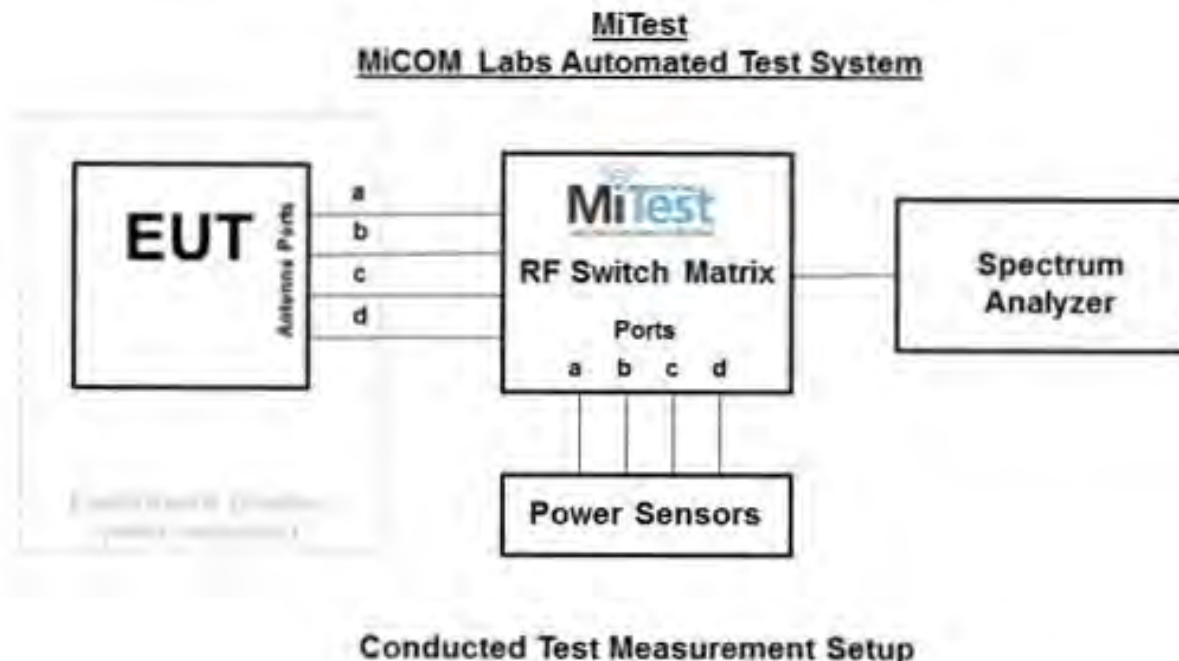 MiTest
MiCOM Labs Automated Test System
EUT
Antenna Ports
a
b
c
d
MiTest
RF Switch Matrix
Ports
a b c d
Spectrum
Analyzer
Power Sensors
Conducted Test Measurement Setup